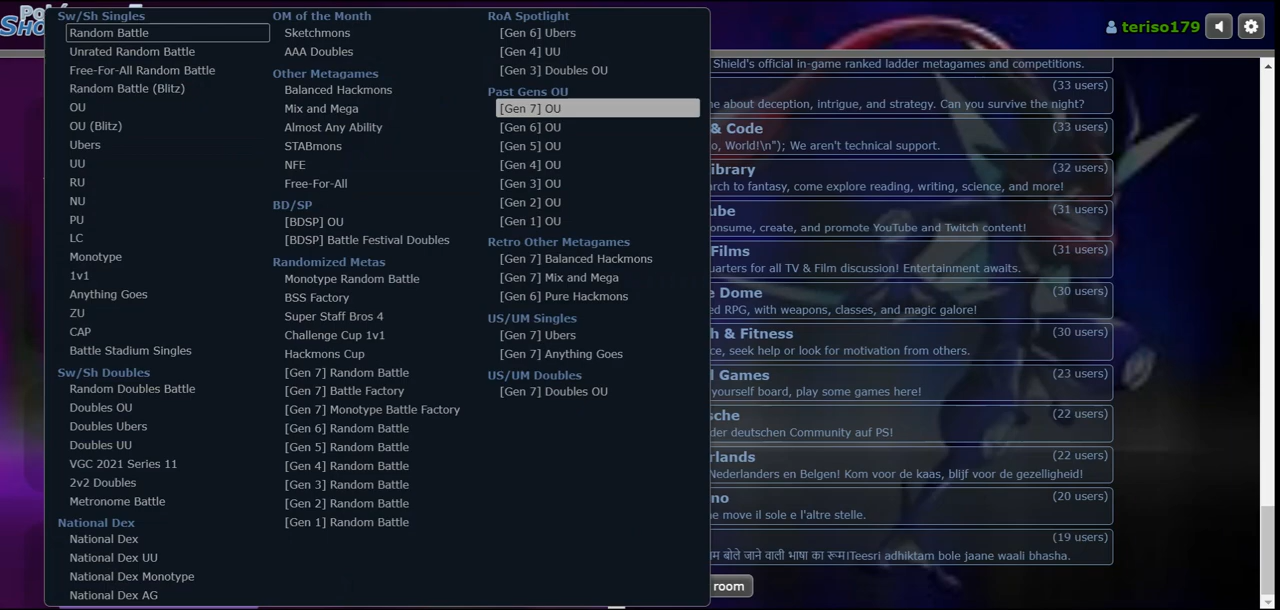 Sw/Sh Singles
Random Battle
Unrated Random Battle
Free-For-All Random Battle
Random Battle (Blitz)
OU
OU (Blitz)
Ubers
UU
RU
NU
PU
LC
Monotype
1v1
Anything Goes
ZU
CAP
Battle Stadium Singles
Sw/Sh Doubles
Random Doubles Battle
Doubles OU
Doubles Ubers
Doubles UU
VGC 2021 Series 11
2v2 Doubles
Metronome Battle
National Dex
National Dex
National Dex UU
National Dex Monotype
National Dex AG
OM of the Month
Sketchmons
AAA Doubles
Other Metagames
Balanced Hackmons
Mix and Mega
Almost Any Ability
STABmons
NFE
Free-For-All
BD/SP
[BDSP] OU
[BDSP] Battle Festival Doubles
Randomized Metas
Monotype Random Battle
BSS Factory
Super Staff Bros 4
Challenge Cup 1v1
Hackmons Cup
[Gen 7] Random Battle
[Gen 7] Battle Factory
[Gen 7] Monotype Battle Factory
[Gen 6] Random Battle
[Gen 5] Random Battle
[Gen 4] Random Battle
[Gen 3] Random Battle
[Gen 2] Random Battle
[Gen 1] Random Battle
RoA Spotlight
[Gen 6] Ubers
[Gen 4] UU
[Gen 3] Doubles OU
Past Gens OU
[Gen 7] OU
[Gen 6] OU
[Gen 5] OU
[Gen 4] OU
[Gen 3] OU
[Gen 2] OU
[Gen 1] OU
Retro Other Metagames
[Gen 7] Balanced Hackmons
[Gen 7] Mix and Mega
[Gen 6] Pure Hackmons
US/UM Singles
[Gen 7] Ubers
[Gen 7] Anything Goes
US/UM Doubles
[Gen 7] Doubles OU
teriso179
Shield's official in-game ranked ladder metagames and competitions.
(33 users)
about deception, intrigue, and strategy. Can you survive the night?
& Code (33 users)
World!\n"); We aren't technical support.
(32 users)
to fantasy, come explore reading, writing, science, and more!
(31 users)
consume, create, and promote YouTube and Twitch content!
Films (31 users)
for all TV & Film discussion! Entertainment awaits.
Dome (30 users)
RPG, with weapons, classes, and magic galore!
& Fitness (30 users)
seek help or look for motivation from others.
Games (23 users)
yourself board, play some games here!
(22 users)
der deutschen Community auf PS!
(22 users)
Nederlanders en Belgen! Kom voor de kaas, blijf voor de gezelligheid!
(20 users)
move il sole e l'altre stelle.
(19 users)
बोले जाने वाली भाषा का रूम।Teesri adhiktam bole jaane waali bhasha.
room